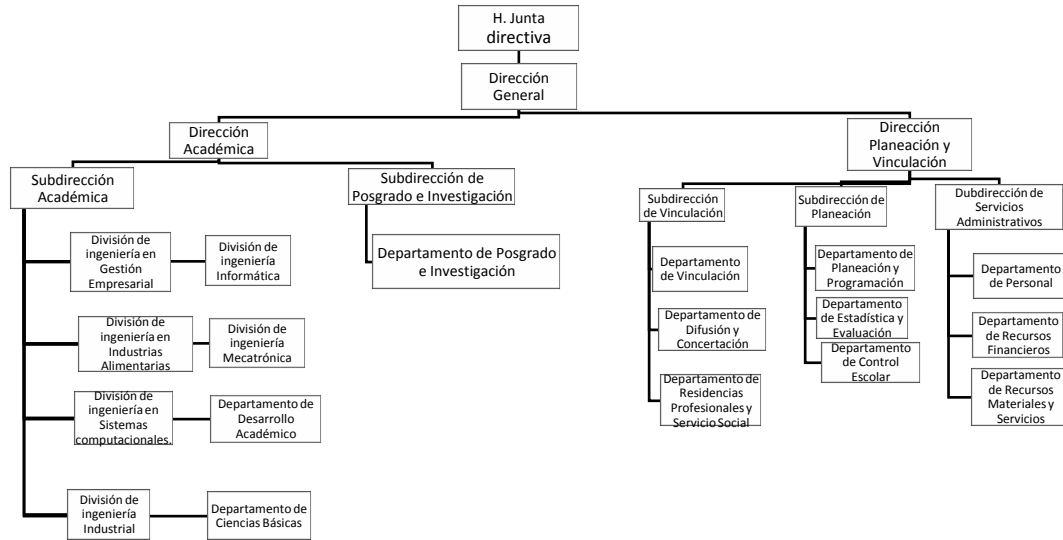 H. Junta
directiva
Dirección
General
Dirección
Académica
Dirección
Planeación y
Vinculación
Subdirección
Académica
Subdirección de
Posgrado e Investigación
Subdirección
de Vinculación
Subdirección de
Planeación
Dubdirección de
Servicios
Administrativos
División de
ingeniería en
Gestión
Empresarial
División de
ingeniería
Informática
Departamento de Posgrado
e Investigación
Departamento
de Vinculación
Departamento de
Planeación y
Programación
Departamento
de Personal
División de
ingeniería en
Industrias
Alimentarias
División de
ingeniería
Mecatrónica
Departamento de
Difusión y
Concertación
Departamento
de Estadística y
Evaluación
Departamento
de Recursos
Financieros
División de
ingeniería en
Sistemas
computacionales.
Departamento de
Desarrollo
Académico
Departamento de
Residencias
Profesionales y
Servicio Social
Departamento
de Control
Escolar
Departamento
de Recursos
Materiales y
Servicios
División de
ingeniería
Industrial
Departamento de
Ciencias Básicas